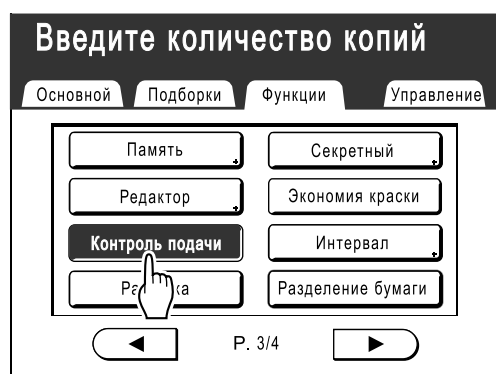 Введите количество копий
Основной Подборки Функции Управление
Память Секретный
Редактор Экономия краски
Контроль подачи Интервал
Разделение бумаги
P. 3/4